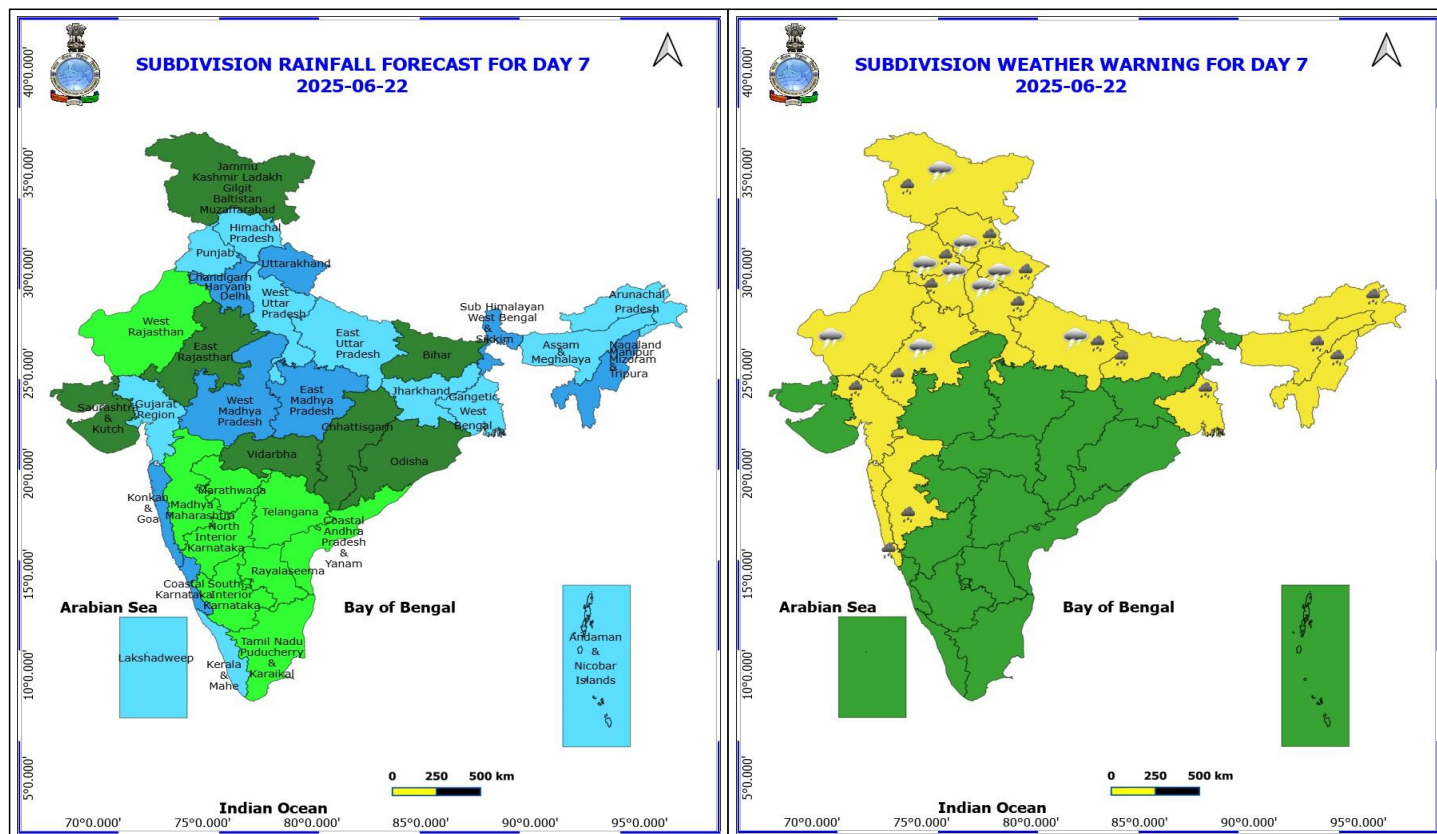 SUBDIVISION RAINFALL FORECAST FOR DAY 7
2025-06-22
40°0.000'
35°0.000'
30°0.000'
25°0.000'
20°0.000'
15°0.000'
10°0.000'
5°0.000'
Jammu
Kashmir Ladakh
Gilgit
Baltistan
Muzaffarabad
Himachal
Pradesh
Punjab
Uttarakhand
Chandigarh
Haryana
Delhi
West
Uttar
Pradesh
West
Rajasthan
East
Rajasthan
East
Uttar
Pradesh
Bihar
Sub Himalayan
West Bengal
&
Sikkim
Arunachal
Pradesh
Assam
&
Meghalaya
Nagaland
Manipur
Mizoram
&
Tripura
Jharkhand
Gangetic
West
Bengal
Saurashtra
&
Kutch
Gujarat
Region
West
Madhya
Pradesh
East
Madhya
Pradesh
Chhattisgarh
Vidarbha
Odisha
Konkan
&
Goa
Marathwada
Madhya
Maharashtra
North
Interior
Karnataka
Telangana
Coastal
Andhra
Pradesh
&
Yanam
Rayalaseema
Coastal
Karnataka
South
Interior
Karnataka
Arabian Sea
Bay of Bengal
Lakshadweep
Kerala
&
Mahe
Tamil Nadu
Puducherry
&
Karaikal
Andaman
&
Nicobar
Islands
0 250 500 km
Indian Ocean
70°0.000' 75°0.000' 80°0.000' 85°0.000' 90°0.000' 95°0.000'
SUBDIVISION WEATHER WARNING FOR DAY 7
2025-06-22
40°0.000'
35°0.000'
30°0.000'
25°0.000'
20°0.000'
15°0.000'
10°0.000'
5°0.000'
Arabian Sea
Bay of Bengal
0 250 500 km
Indian Ocean
70°0.000' 75°0.000' 80°0.000' 85°0.000' 90°0.000' 95°0.000'